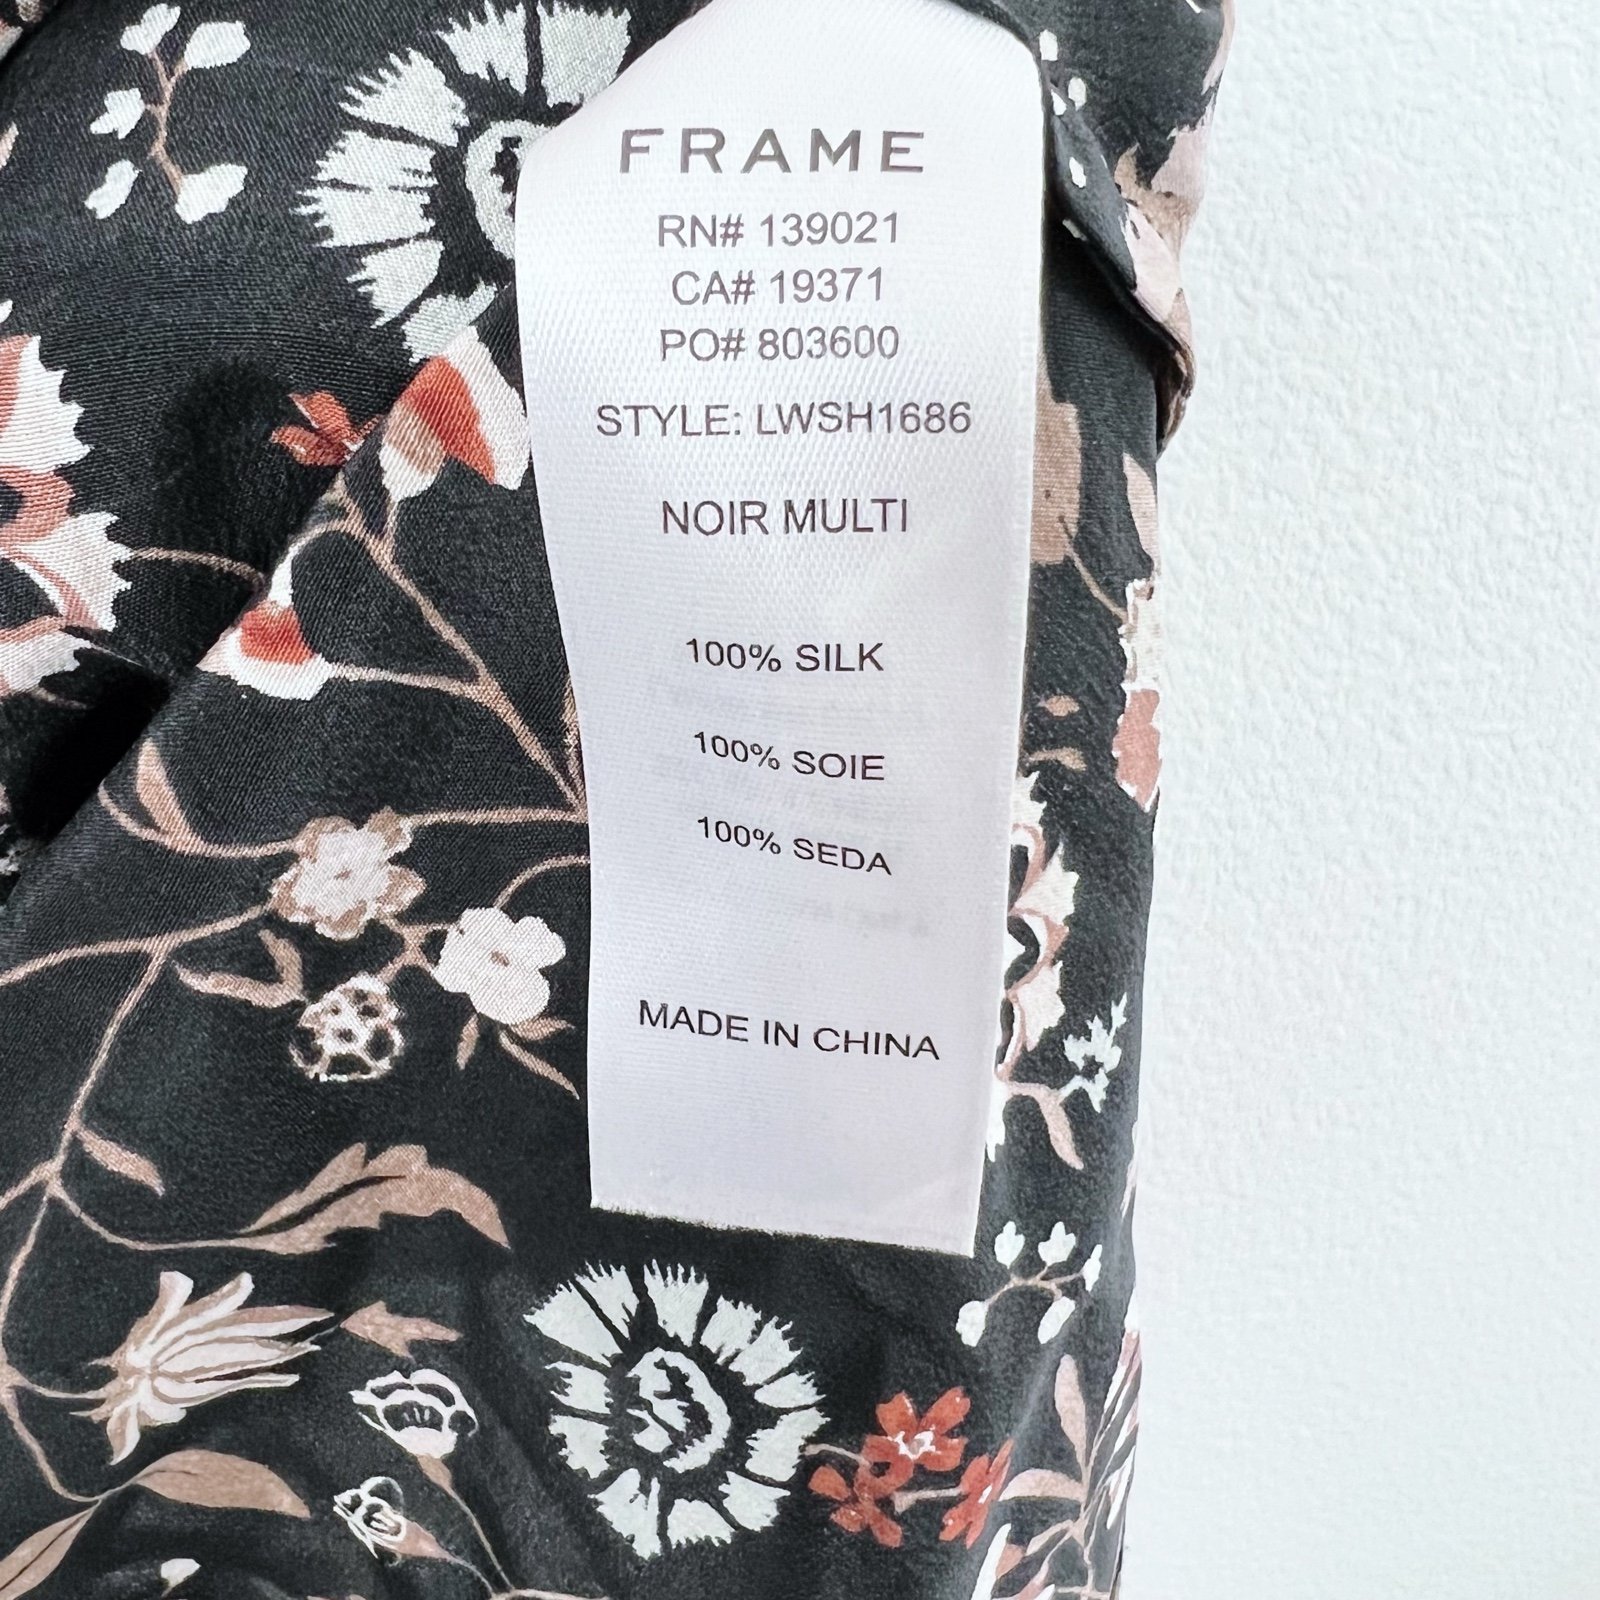 FRAME
RN# 139021
CA# 19371
PO# 803600
STYLE: LWSH1686
NOIR MULTI
100% SILK
100% SOIE
100% SEDA
MADE IN CHINA